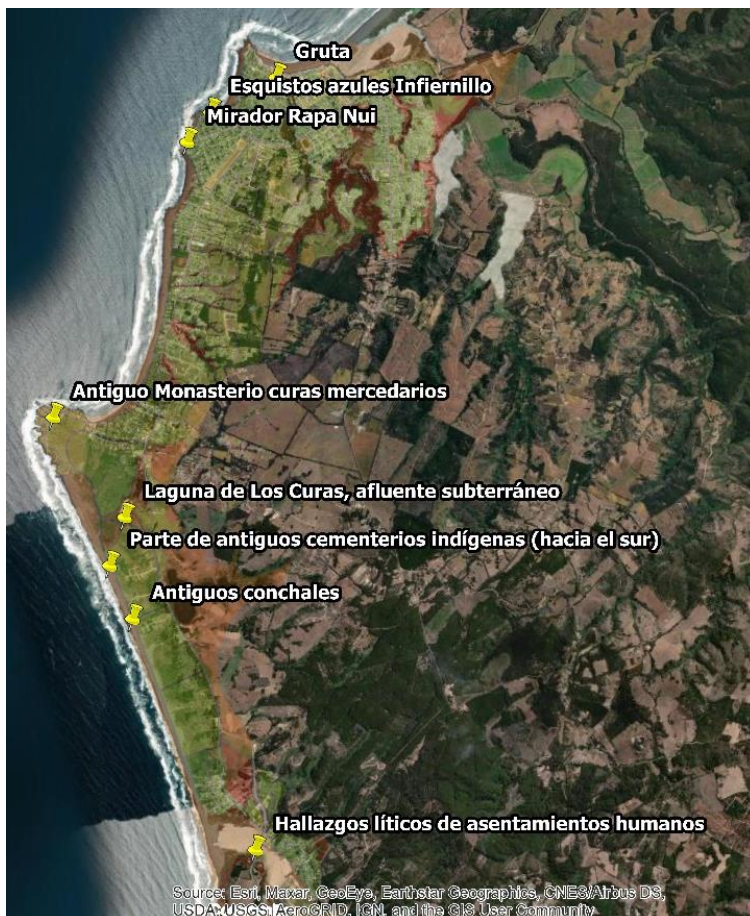 Gruta
Esquistos azules Infiernillo
Mirador Rapa Nui
Antiguo Monasterio curas mercedarios
Laguna de Los Curas, afluente subterráneo
Parte de antiguos cementerios indígenas (hacia el sur)
Antiguos conchales
Hallazgos líticos de asentamientos humanos
Source: Esri, Maxar, GeoEye, Earthstar Geographics, CNES/Airbus DS,
USDA, USGS, AeroGRID, IGN, and the GIS User Community